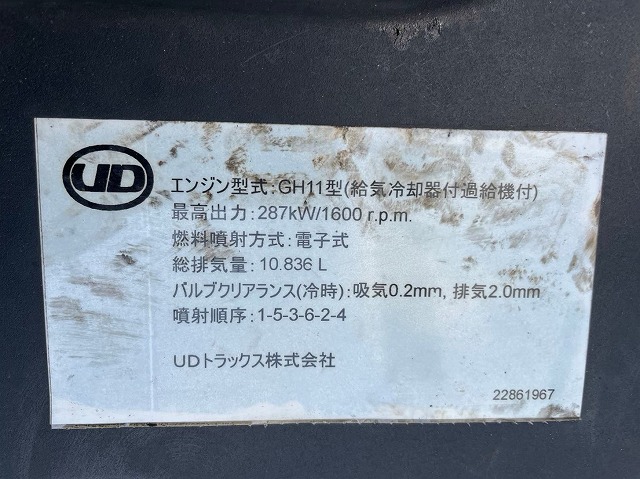 UD
エンジン型式:GH11型(給気冷却器付過給機付)
最高出力:287kW/1600 r.p.m.
燃料噴射方式:電子式
総排気量:10.836 L
バルブクリアランス(冷時):吸気0.2mm, 排気2.0mm
噴射順序:1-5-3-6-2-4
UDトラックス株式会社
22861967